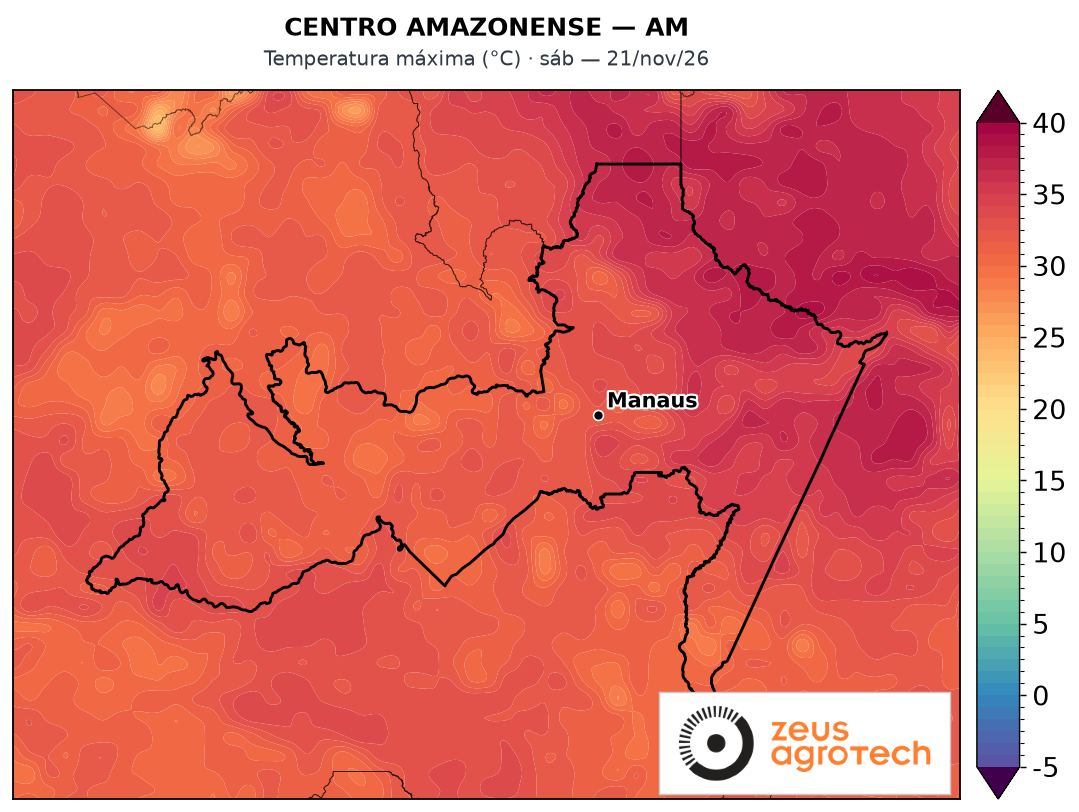 CENTRO AMAZONENSE — AM
Temperatura máxima (°C) · sáb — 21/nov/26
40
35
30
25
20
15
10
5
0
-5
Manaus
zeus
agrotech